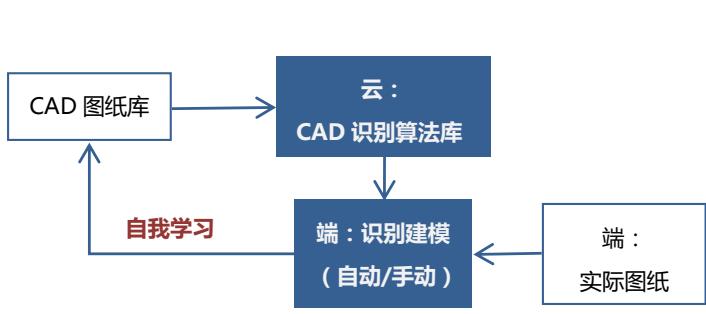 云：
CAD 图纸库
CAD 识别算法库
自我学习
端：识别建模
（自动/手动）
端：
实际图纸